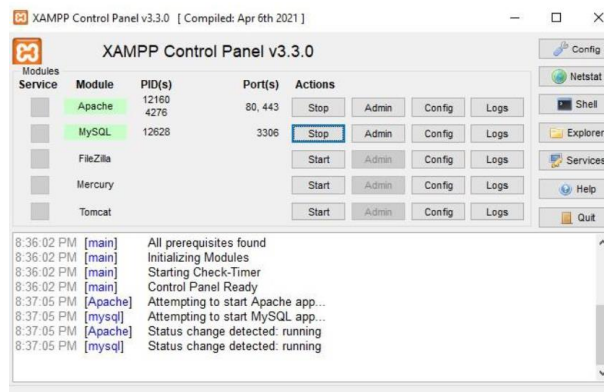 XAMPP Control Panel v3.3.0 [ Compiled: Apr 6th 2021 ]
XAMPP Control Panel v3.3.0
Config
Modules
Service Module PID(s) Port(s) Actions
Netstat
Apache 12160 4276 80, 443 Stop Admin Config Logs
Shell
MySQL 12628 3306 Stop Admin Config Logs
Explorer
FileZilla Start Admin Config Logs
Services
Mercury Start Admin Config Logs
Help
Tomcat Start Admin Config Logs
Quit
8:36:02 PM [main] All prerequisites found
8:36:02 PM [main] Initializing Modules
8:36:02 PM [main] Starting Check-Timer
8:36:02 PM [main] Control Panel Ready
8:37:05 PM [Apache] Attempting to start Apache app...
8:37:05 PM [mysql] Attempting to start MySQL app...
8:37:05 PM [Apache] Status change detected: running
8:37:05 PM [mysql] Status change detected: running